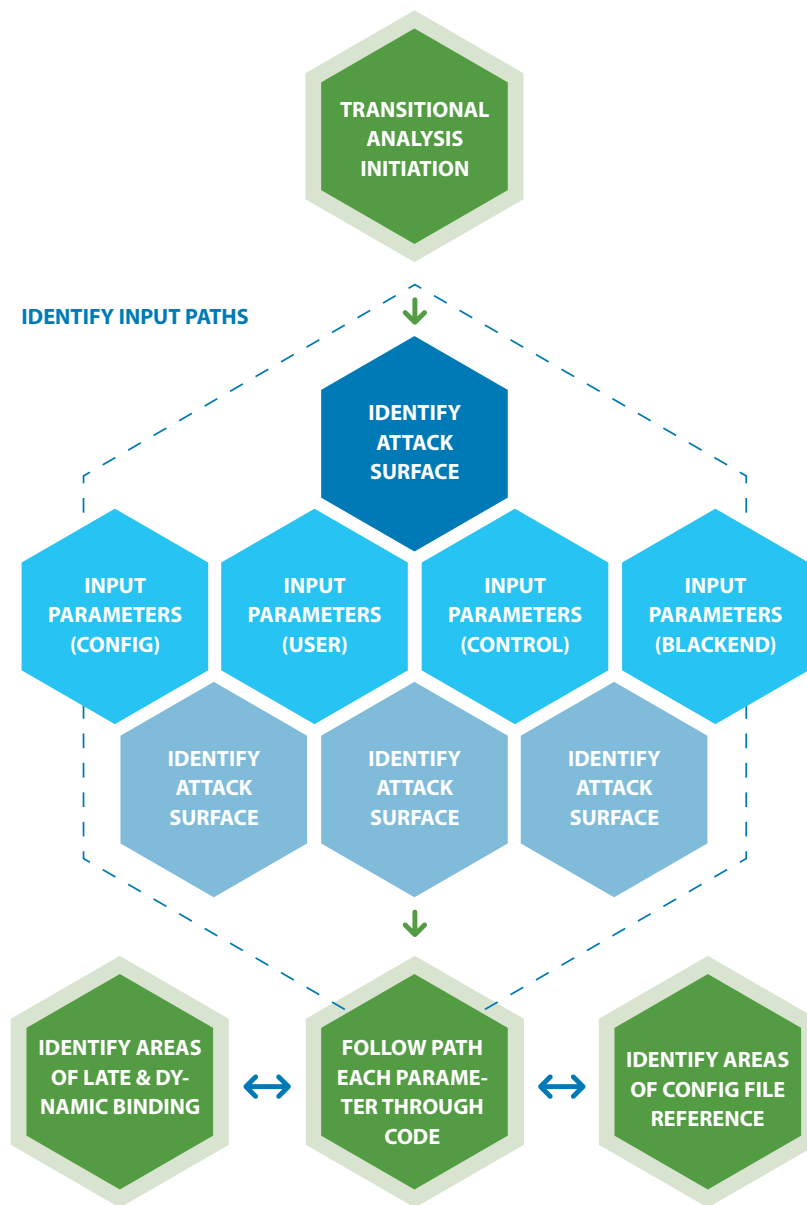 TRANSITIONAL
ANALYSIS
INITIATION
IDENTIFY INPUT PATHS
IDENTIFY
ATTACK
SURFACE
INPUT
PARAMETERS
(CONFIG)
INPUT
PARAMETERS
(USER)
INPUT
PARAMETERS
(CONTROL)
INPUT
PARAMETERS
(BLACKEND)
IDENTIFY
ATTACK
SURFACE
IDENTIFY
ATTACK
SURFACE
IDENTIFY
ATTACK
SURFACE
IDENTIFY AREAS
OF LATE & DY-
NAMIC BINDING
FOLLOW PATH
EACH PARAME-
TER THROUGH
CODE
IDENTIFY AREAS
OF CONFIG FILE
REFERENCE